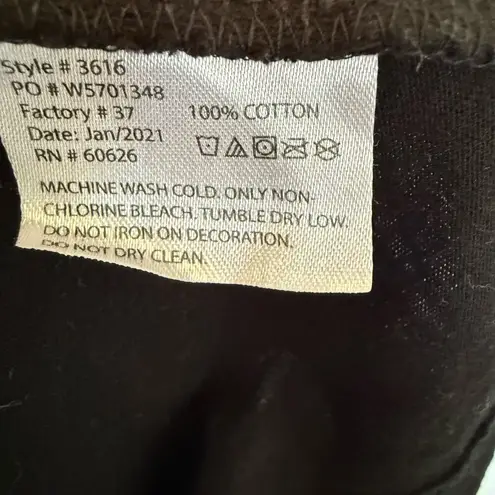 Style # 3616
PO # W5701348
Factory # 37 100% COTTON
Date: Jan/2021
RN # 60626
MACHINE WASH COLD. ONLY NON-
CHLORINE BLEACH. TUMBLE DRY LOW.
DO NOT IRON ON DECORATION.
DO NOT DRY CLEAN.